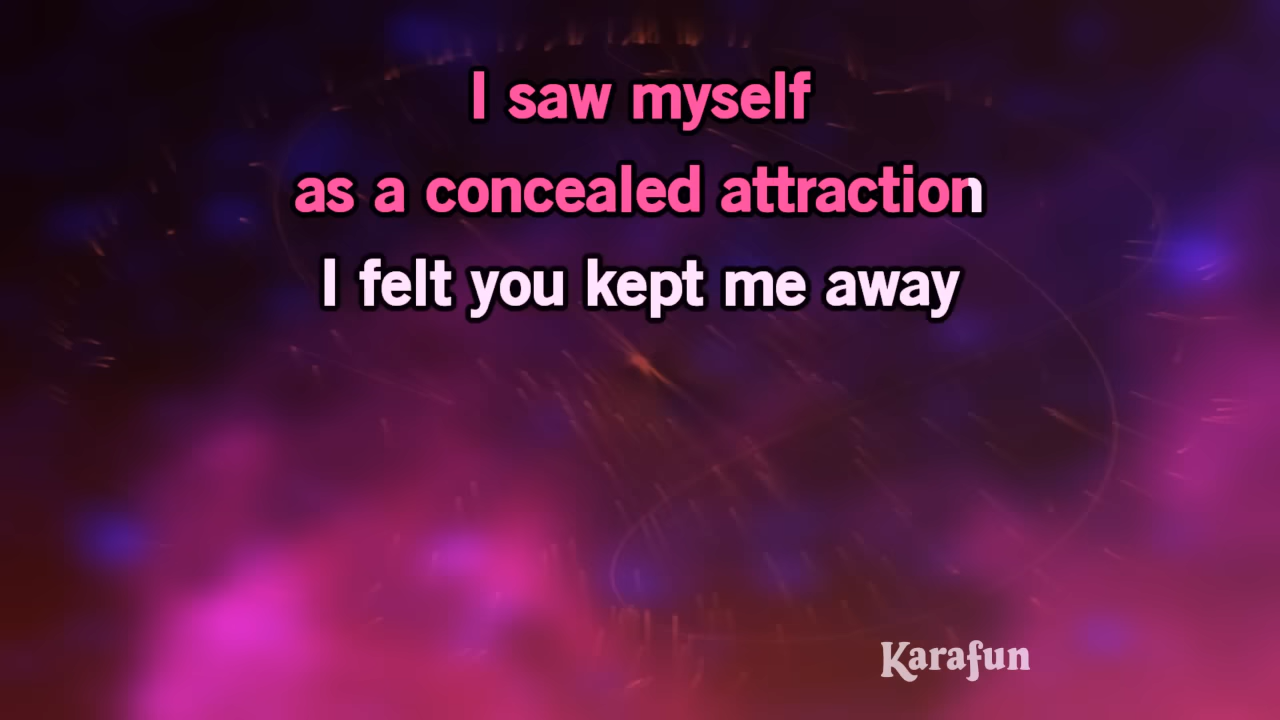 I saw myself
as a concealed attraction
I felt you kept me away
Karafun